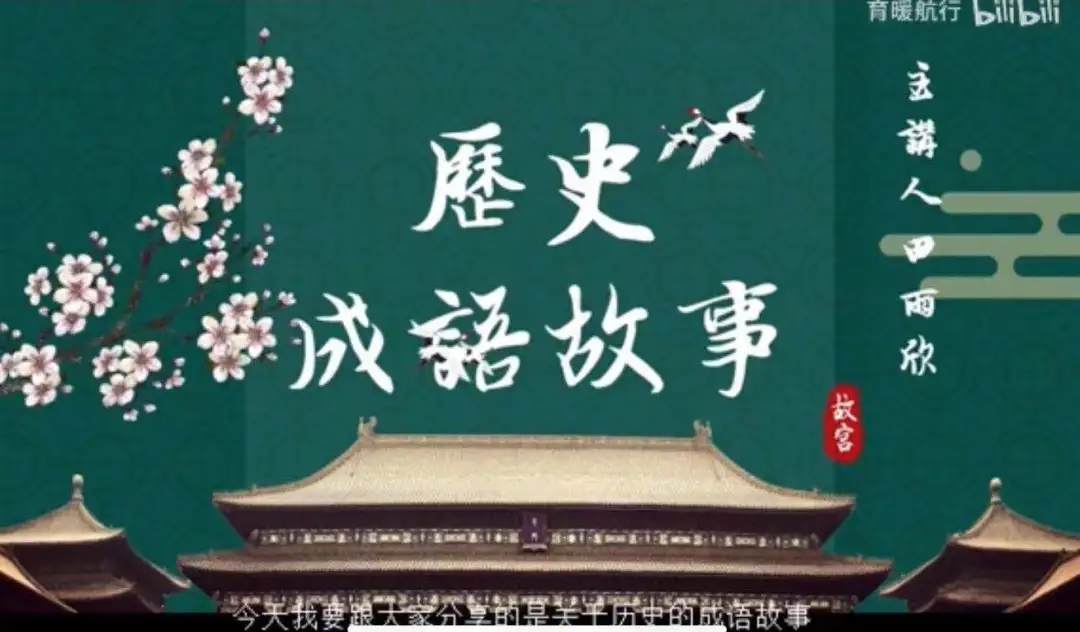 育暖航行 bilibili
歷史
成語故事
主講人田雨欣
故宮
今天我要跟大家分享的是关于历史的成语故事